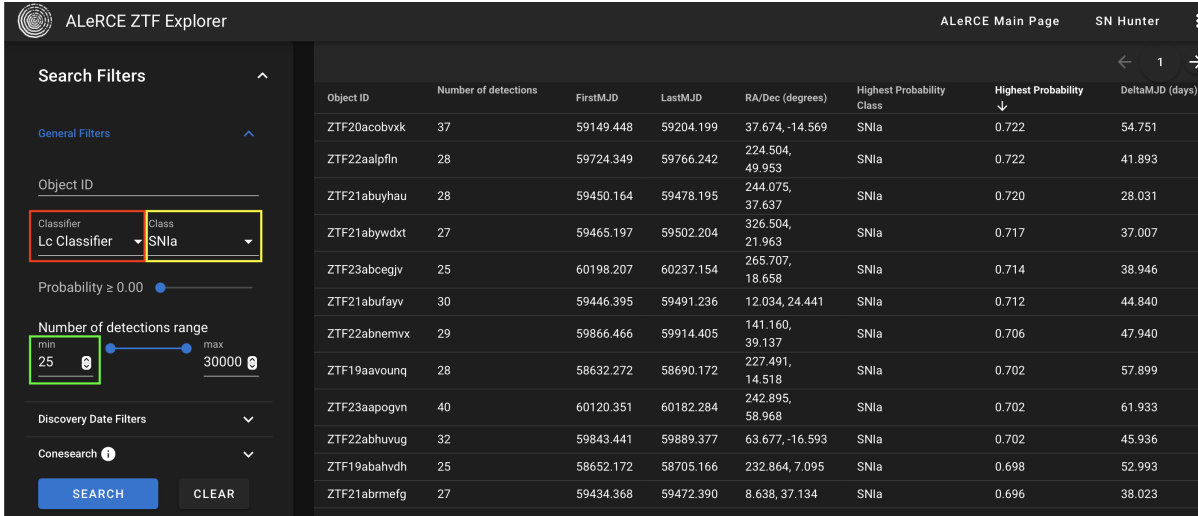 ALeRCE ZTF Explorer
ALeRCE Main Page
SN Hunter
Search Filters
General Filters
Object ID
Classifier
Lc Classifier
Class
SNIa
Probability ≥ 0.00
Number of detections range
min
25
max
30000
Discovery Date Filters
Conesearch i
SEARCH
CLEAR
1
Object ID Number of detections FirstMJD LastMJD RA/Dec (degrees) Highest Probability Class Highest Probability DeltaMJD (days)
ZTF20acobvxk 37 59149.448 59204.199 37.674, -14.569 SNIa 0.722 54.751
ZTF22aalpfln 28 59724.349 59766.242 224.504, 49.953 SNIa 0.722 41.893
ZTF21abuyhau 28 59450.164 59478.195 244.075, 37.637 SNIa 0.720 28.031
ZTF21abywdxt 27 59465.197 59502.204 326.504, 21.963 SNIa 0.717 37.007
ZTF23abcegjv 25 60198.207 60237.154 265.707, 18.658 SNIa 0.714 38.946
ZTF21abufayv 30 59446.395 59491.236 12.034, 24.441 SNIa 0.712 44.840
ZTF22abnemvx 29 59866.466 59914.405 141.160, 39.137 SNIa 0.706 47.940
ZTF19aavounq 28 58632.272 58690.172 227.491, 14.518 SNIa 0.702 57.899
ZTF23aapogvn 40 60120.351 60182.284 242.895, 58.968 SNIa 0.702 61.933
ZTF22abhuvug 32 59843.441 59889.377 63.677, -16.593 SNIa 0.702 45.936
ZTF19abahvdh 25 58652.172 58705.166 232.864, 7.095 SNIa 0.698 52.993
ZTF21abrmefg 27 59434.368 59472.390 8.638, 37.134 SNIa 0.696 38.023